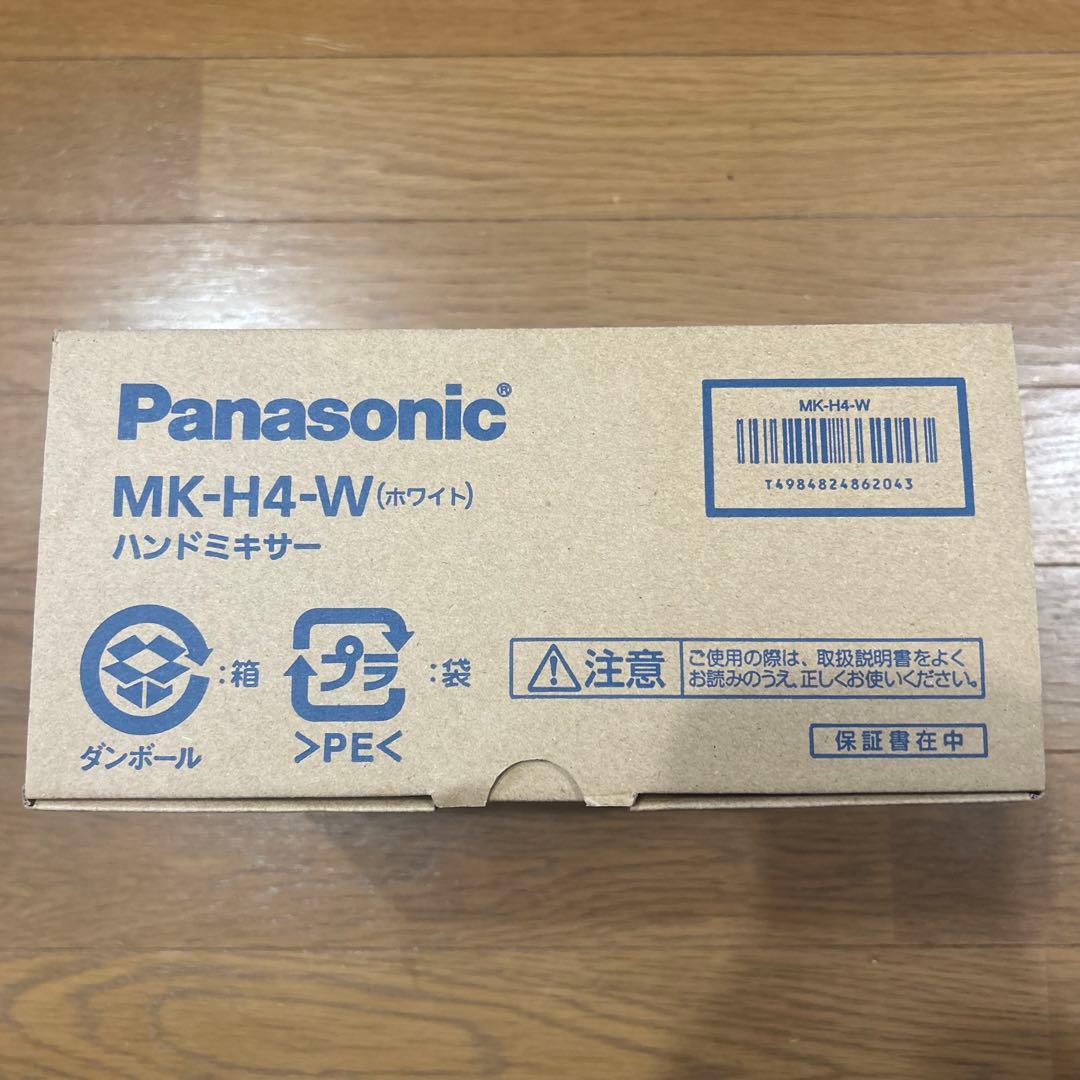 Panasonic®
MK-H4-W(ホワイト)
ハンドミキサー
MK-H4-W
T4984824862043
:箱
ダンボール
プラ
:袋
>PE<
注意
ご使用の際は、取扱説明書をよく
お読みのうえ、正しくお使いください。
保証書在中